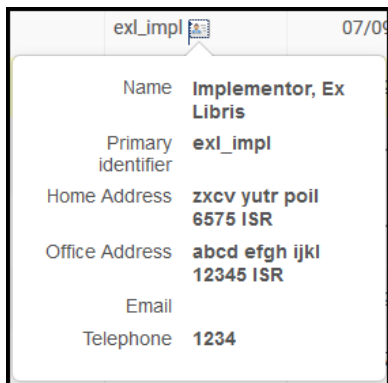 exl_impl 07/09
Name Implementor, Ex
Libris
Primary exl_impl
identifier
Home Address zxcv yutr poil
6575 ISR
Office Address abcd efgh ijkl
12345 ISR
Email
Telephone 1234